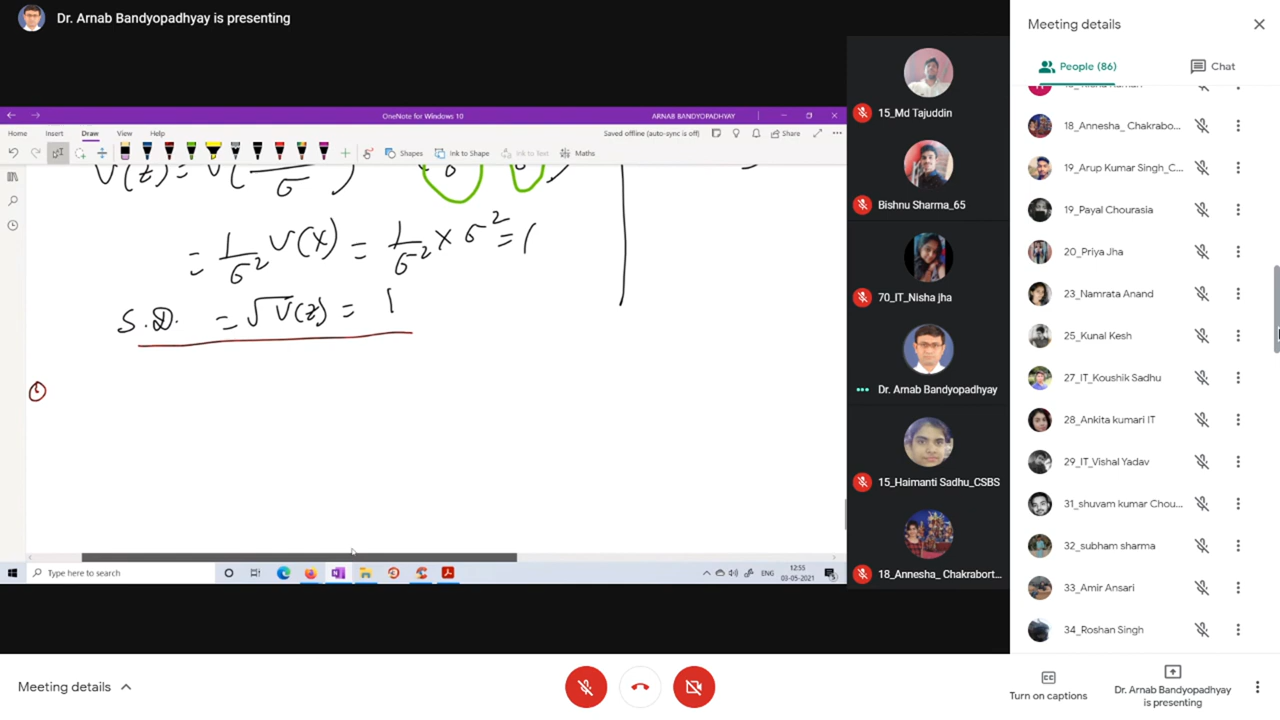 Dr. Arnab Bandyopadhyay is presenting
OneNote for Windows 10
ARNAB BANDYOPADHYAY
Home Insert Draw View Help
Saved offline (auto-sync is off)
Share
Shapes
Ink to Shape
Ink to Text
Maths
V(z) = V( σ )
= 1/σ² V(X) = 1/σ² × σ² = 1
S.D. = √V(z) = 1
Type here to search
ENG
12:55
03-05-2021
15_Md Tajuddin
Bishnu Sharma_65
70_IT_Nisha jha
Dr. Arnab Bandyopadhyay
15_Haimanti Sadhu_CSBS
18_Annesha_ Chakrabort...
Meeting details
People (86)
Chat
18_Annesha_ Chakrabo...
19_Arup Kumar Singh_C...
19_Payal Chourasia
20_Priya Jha
23_Namrata Anand
25_Kunal Kesh
27_IT_Koushik Sadhu
28_Ankita kumari IT
29_IT_Vishal Yadav
31_shuvam kumar Chou...
32_subham sharma
33_Amir Ansari
34_Roshan Singh
Meeting details
Turn on captions
Dr. Arnab Bandyopadhyay
is presenting